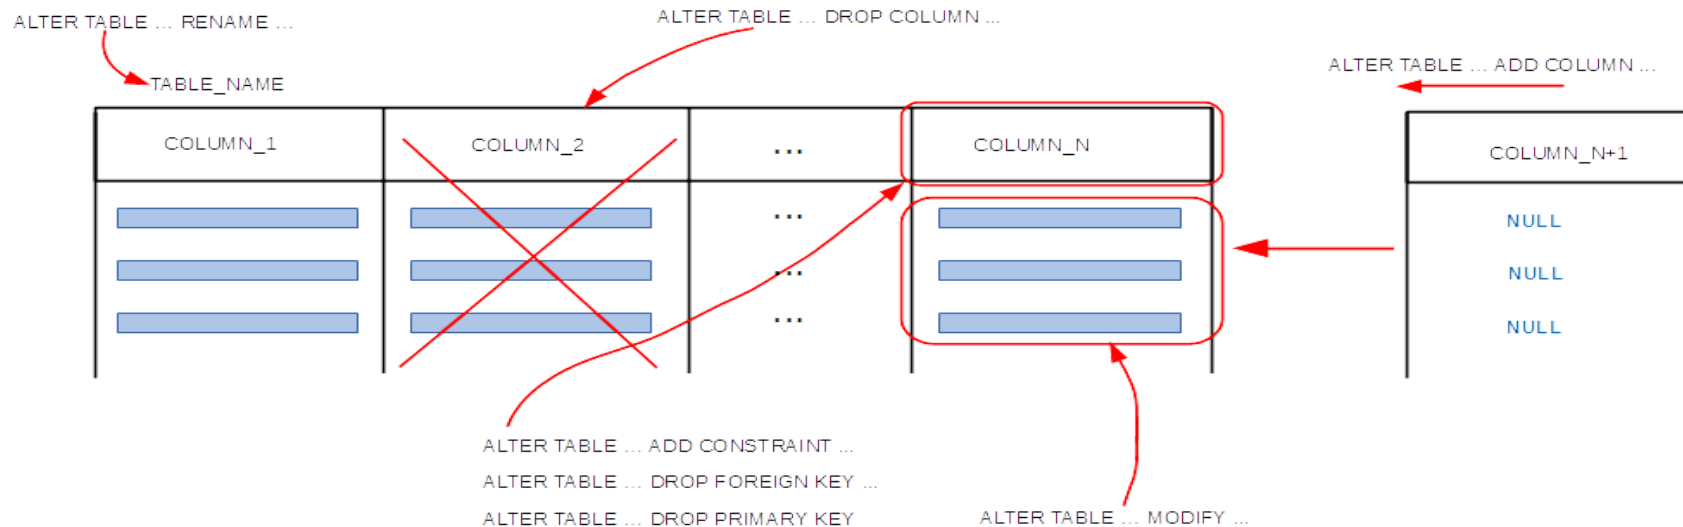 ALTER TABLE ... RENAME ...
ALTER TABLE ... DROP COLUMN ...
ALTER TABLE ... ADD COLUMN ...
TABLE_NAME
COLUMN_1
COLUMN_2
...
COLUMN_N
COLUMN_N+1
...
NULL
...
NULL
...
NULL
ALTER TABLE ... ADD CONSTRAINT ...
ALTER TABLE ... DROP FOREIGN KEY ...
ALTER TABLE ... DROP PRIMARY KEY
ALTER TABLE ... MODIFY ...